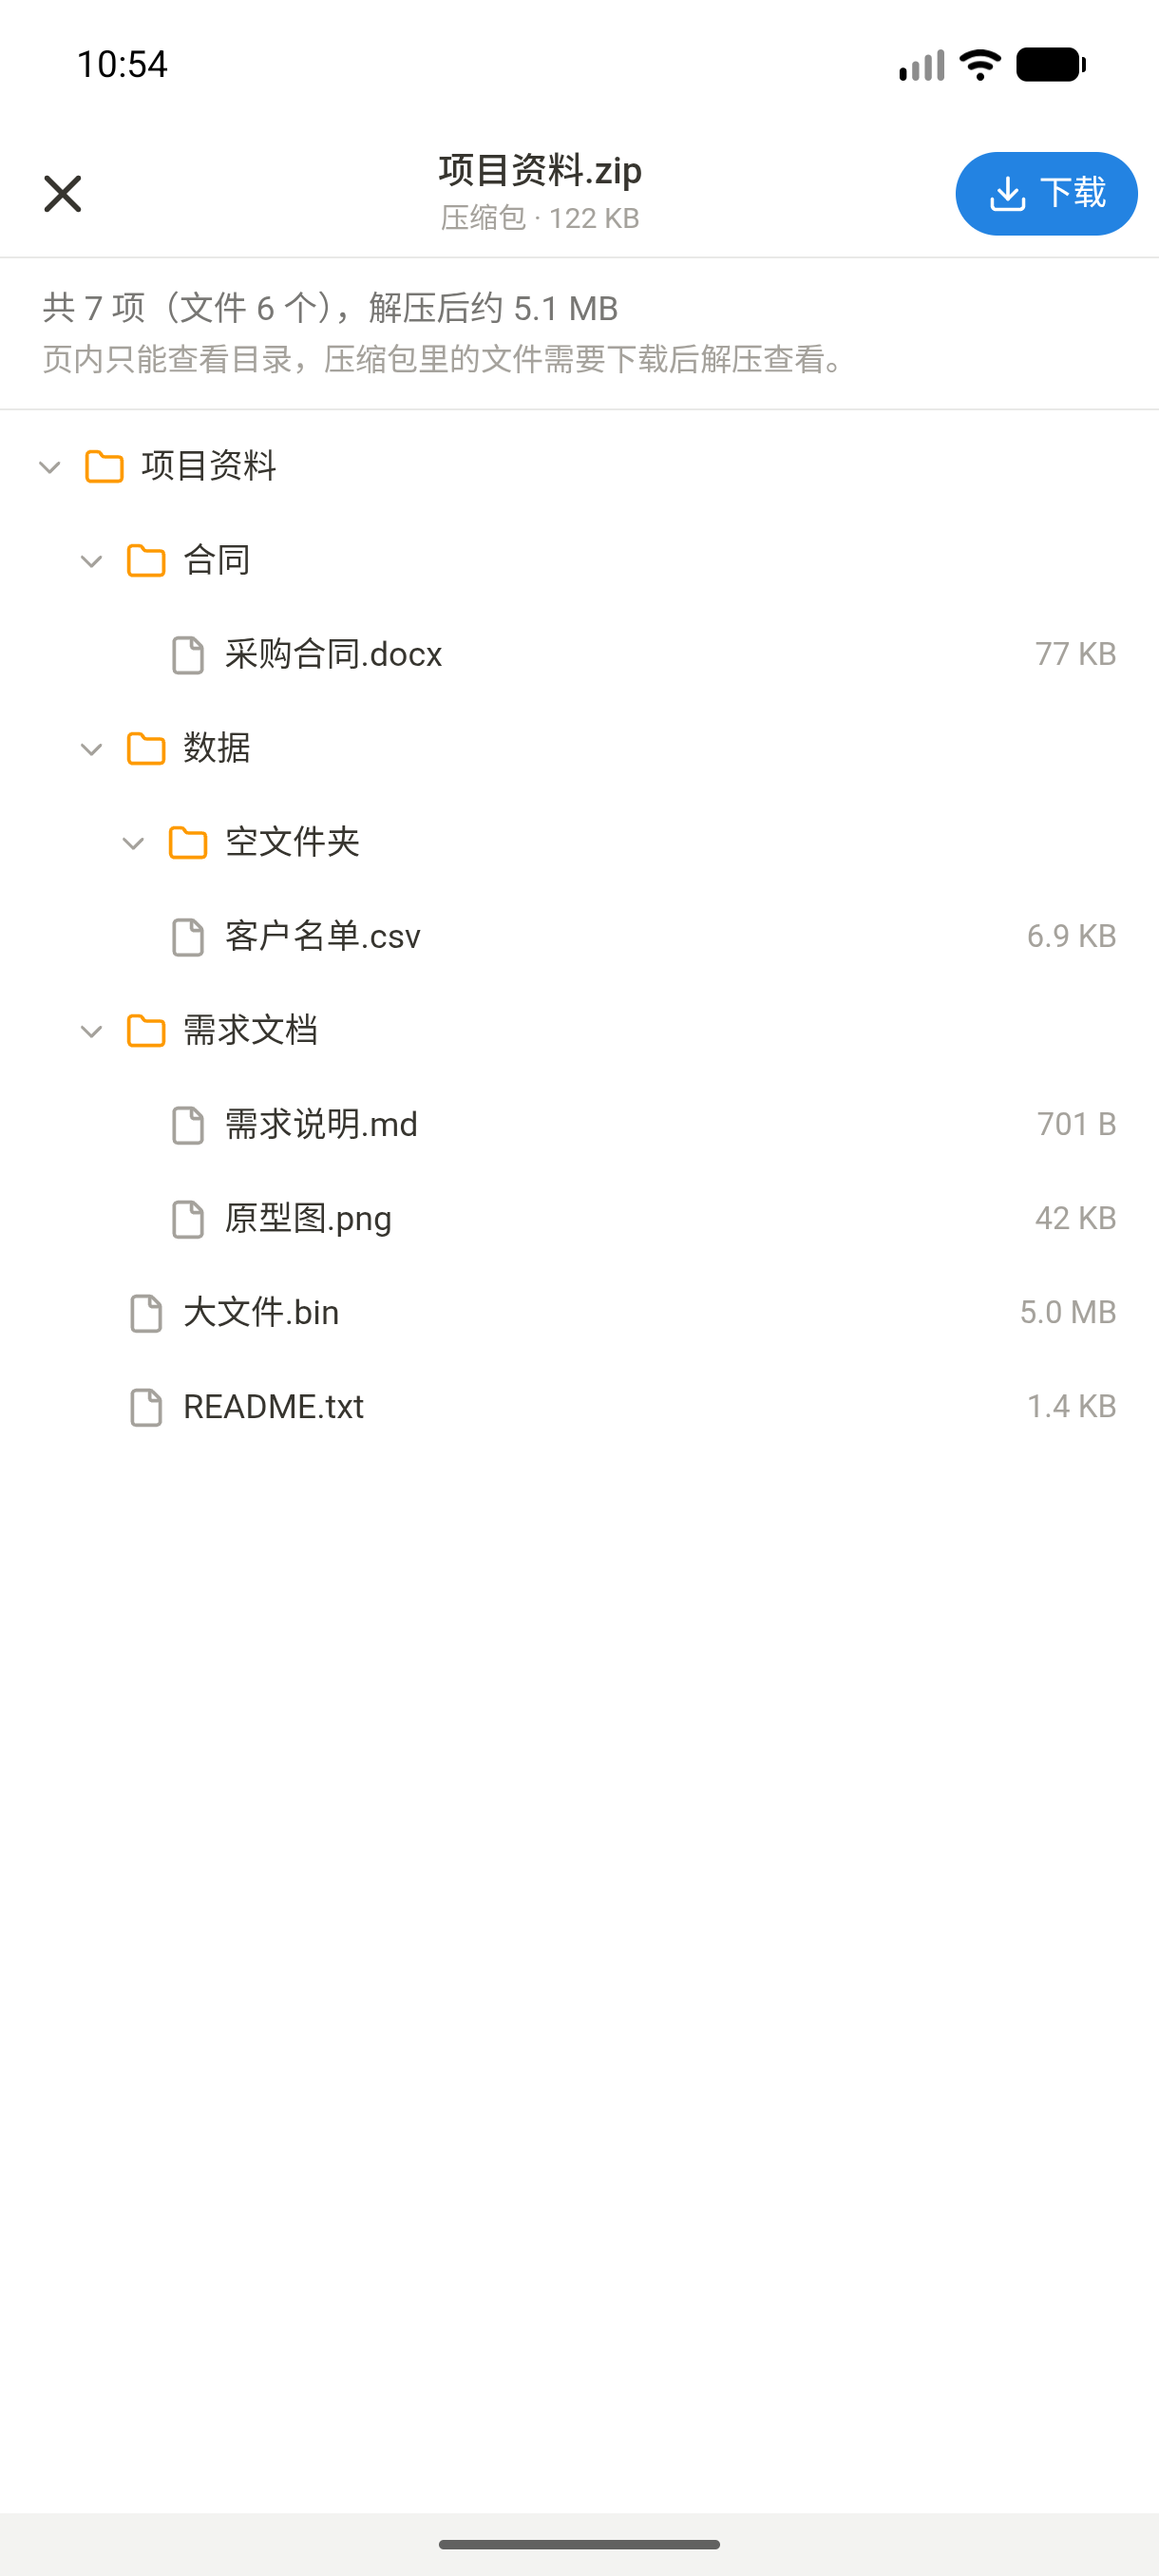 10:54
项目资料.zip
压缩包 · 122 KB
下载
共 7 项（文件 6 个），解压后约 5.1 MB
页内只能查看目录，压缩包里的文件需要下载后解压查看。
项目资料
合同
采购合同.docx 77 KB
数据
空文件夹
客户名单.csv 6.9 KB
需求文档
需求说明.md 701 B
原型图.png 42 KB
大文件.bin 5.0 MB
README.txt 1.4 KB